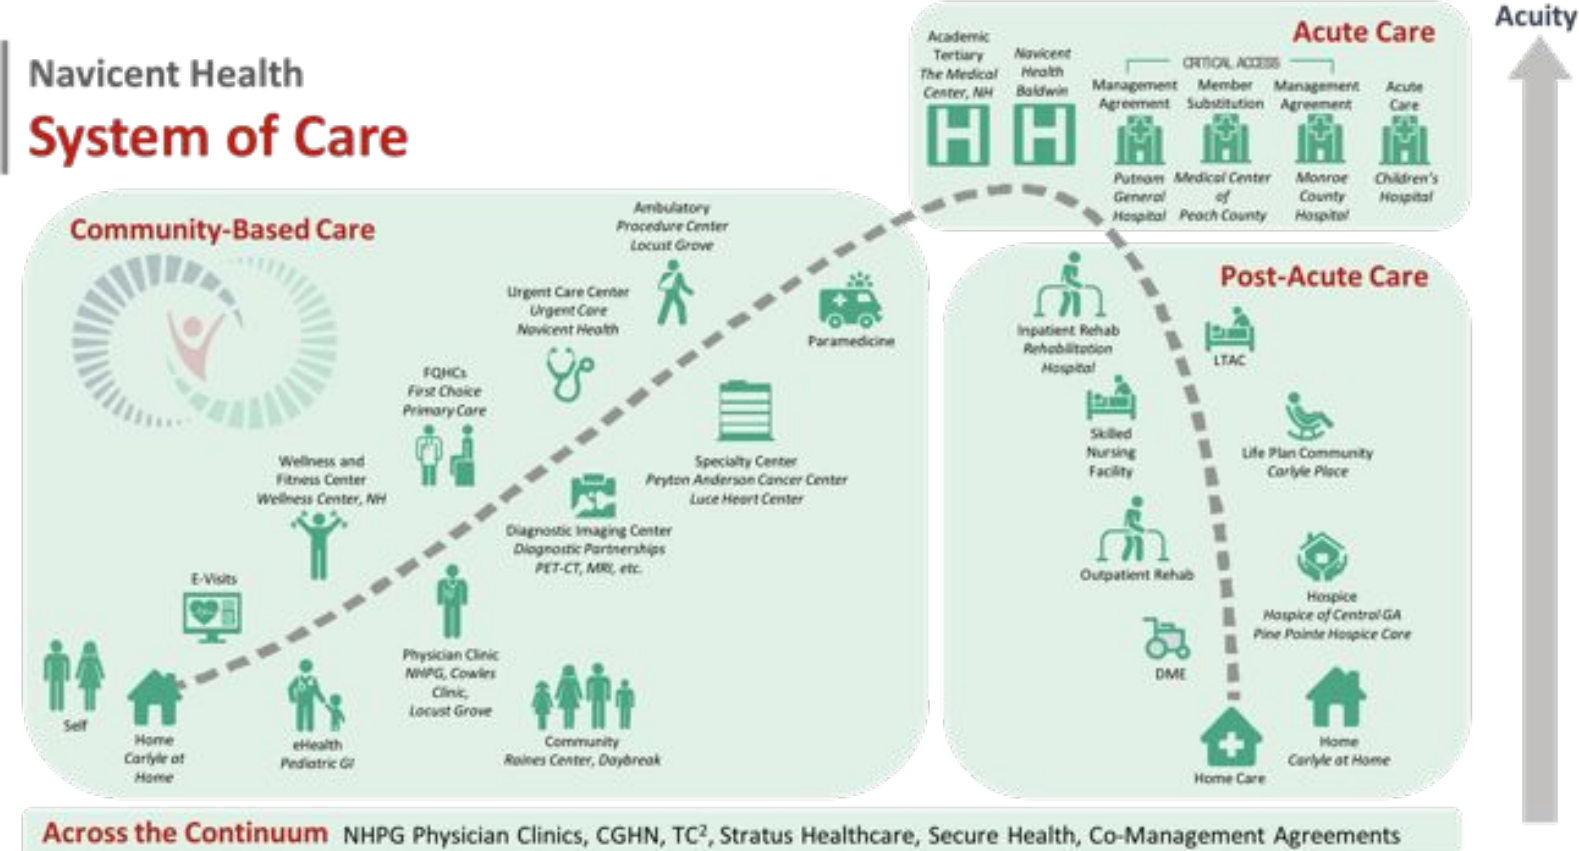 Navicent Health
System of Care
Acuity
Acute Care
Academic
Tertiary
The Medical
Center, NH
Navicent
Health
Baldwin
CRITICAL ACCESS
Management
Agreement
Putnam
General
Hospital
Member
Substitution
Medical Center
of
Peach County
Management
Agreement
Monroe
County
Hospital
Acute
Care
Children's
Hospital
Community-Based Care
Ambulatory
Procedure Center
Locust Grove
Urgent Care Center
Urgent Care
Navicent Health
Paramedicine
FQHCs
First Choice
Primary Care
Wellness and
Fitness Center
Wellness Center, NH
Specialty Center
Peyton Anderson Cancer Center
Luce Heart Center
Diagnostic Imaging Center
Diagnostic Partnerships
PET-CT, MRI, etc.
E-Visits
Self
Home
Carlyle at
Home
eHealth
Pediatric GI
Physician Clinic
NHPG, Cowles
Clinic,
Locust Grove
Community
Raines Center, Daybreak
Post-Acute Care
Inpatient Rehab
Rehabilitation
Hospital
LTAC
Skilled
Nursing
Facility
Life Plan Community
Carlyle Place
Outpatient Rehab
Hospice
Hospice of Central GA
Pine Pointe Hospice Care
DME
Home Care
Home
Carlyle at Home
Across the Continuum NHPG Physician Clinics, CGHN, TC², Stratus Healthcare, Secure Health, Co-Management Agreements